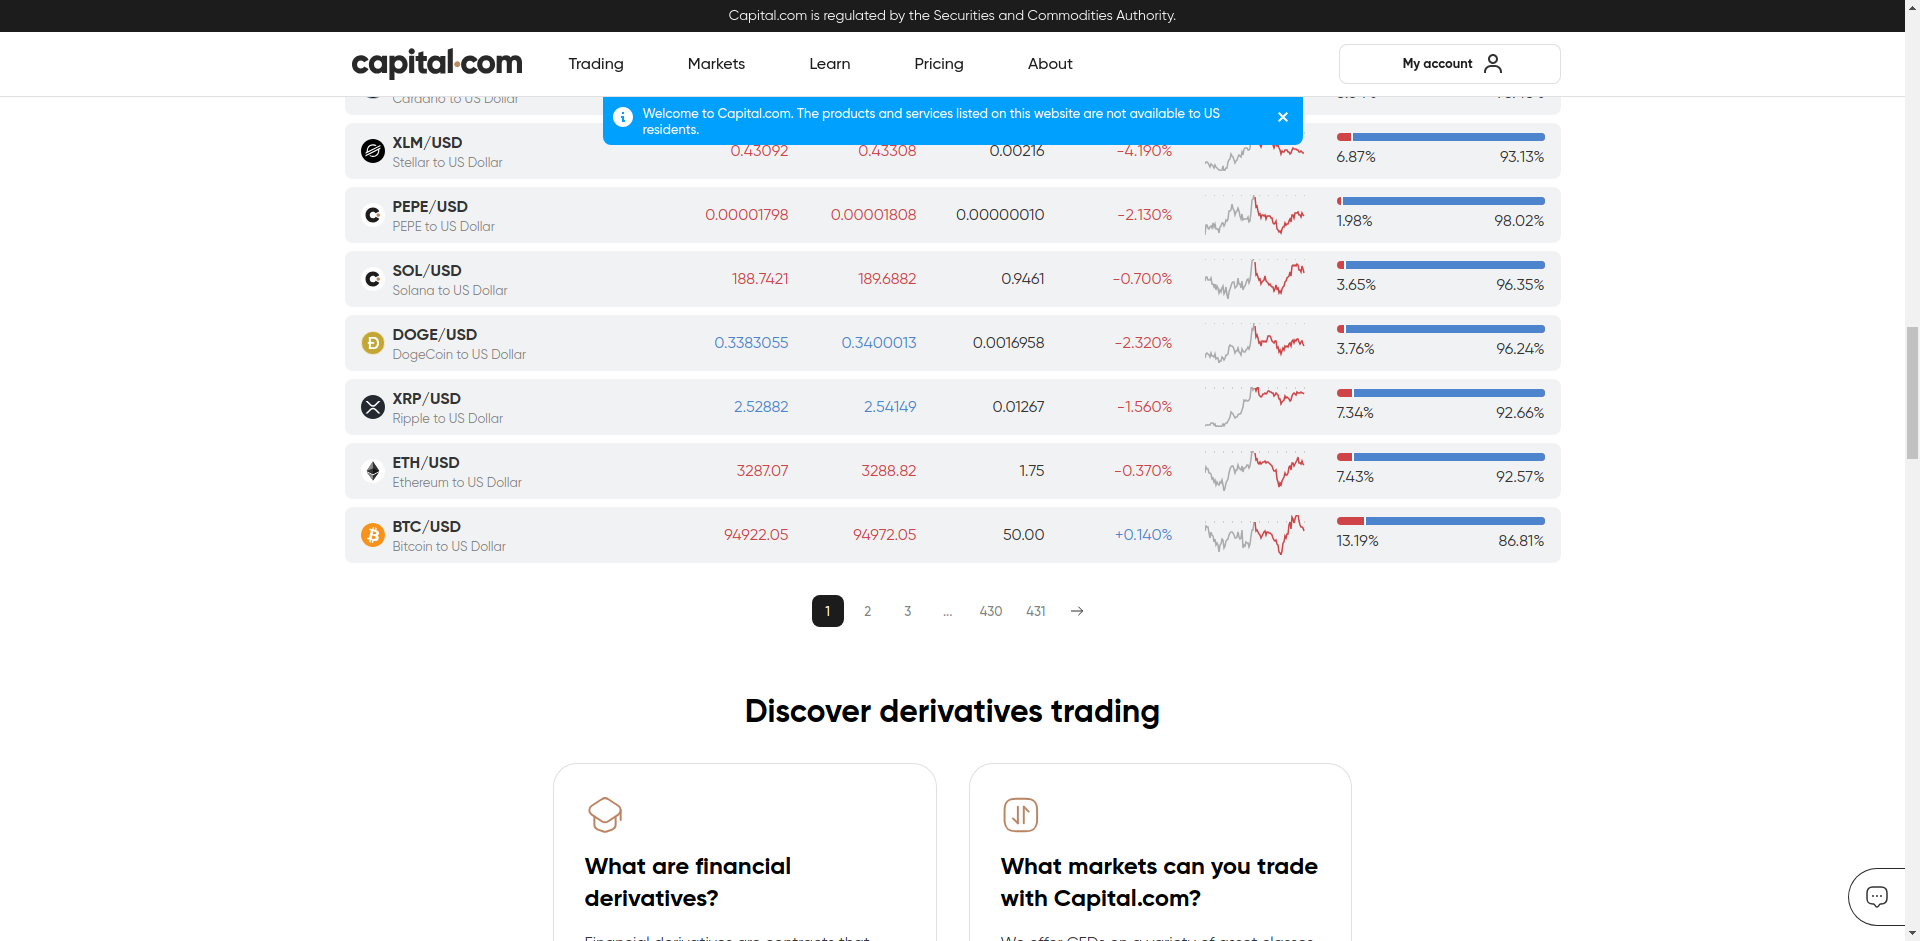 Capital.com is regulated by the Securities and Commodities Authority.
capital.com
Trading
Markets
Learn
Pricing
About
My account
Cardano to US Dollar
Welcome to Capital.com. The products and services listed on this website are not available to US
residents.
XLM/USD
Stellar to US Dollar
0.43092
0.43308
0.00216
-4.190%
6.87%
93.13%
PEPE/USD
PEPE to US Dollar
0.00001798
0.00001808
0.00000010
-2.130%
1.98%
98.02%
SOL/USD
Solana to US Dollar
188.7421
189.6882
0.9461
-0.700%
3.65%
96.35%
DOGE/USD
DogeCoin to US Dollar
0.3383055
0.3400013
0.0016958
-2.320%
3.76%
96.24%
XRP/USD
Ripple to US Dollar
2.52882
2.54149
0.01267
-1.560%
7.34%
92.66%
ETH/USD
Ethereum to US Dollar
3287.07
3288.82
1.75
-0.370%
7.43%
92.57%
BTC/USD
Bitcoin to US Dollar
94922.05
94972.05
50.00
+0.140%
13.19%
86.81%
1
2
3
...
430
431
Discover derivatives trading
What are financial
derivatives?
Financial derivatives are contracts that
What markets can you trade
with Capital.com?
We offer CFDs on a variety of asset classes